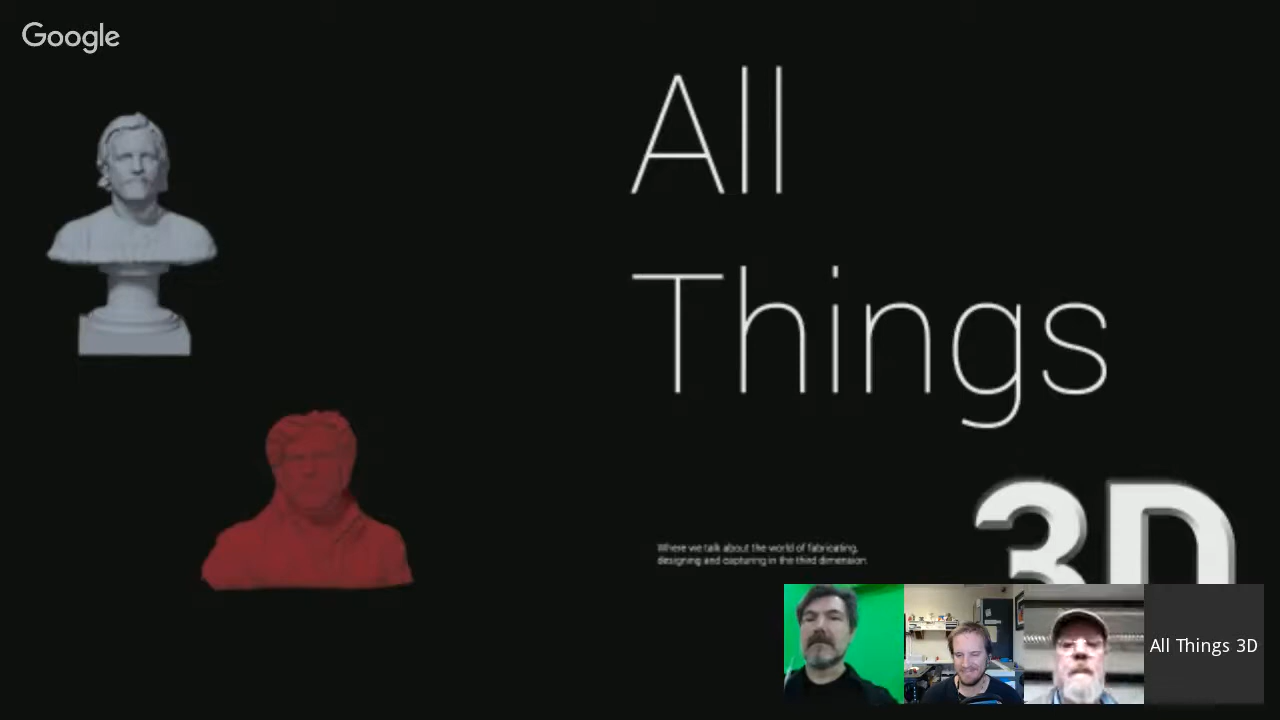 Google
All
Things
3D
Where we talk about the world of fabricating,
designing and capturing in the third dimension.
All Things 3D